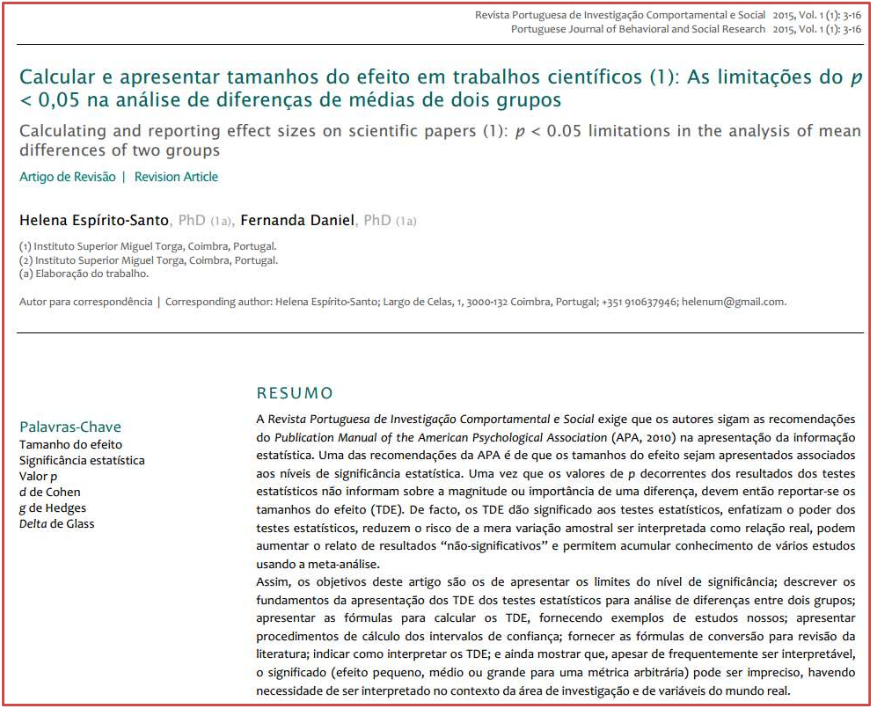 Revista Portuguesa de Investigação Comportamental e Social 2015, Vol. 1 (1): 3-16
Portuguese Journal of Behavioral and Social Research 2015, Vol. 1 (1): 3-16
Calcular e apresentar tamanhos do efeito em trabalhos científicos (1): As limitações do p
< 0,05 na análise de diferenças de médias de dois grupos
Calculating and reporting effect sizes on scientific papers (1): p < 0.05 limitations in the analysis of mean
differences of two groups
Artigo de Revisão | Revision Article
Helena Espírito-Santo, PhD (1a), Fernanda Daniel, PhD (1a)
(1) Instituto Superior Miguel Torga, Coimbra, Portugal.
(2) Instituto Superior Miguel Torga, Coimbra, Portugal.
(a) Elaboração do trabalho.
Autor para correspondência | Corresponding author: Helena Espírito-Santo; Largo de Celas, 1, 3000-132 Coimbra, Portugal; +351 910637946; helenum@gmail.com.
Palavras-Chave
Tamanho do efeito
Significância estatística
Valor p
d de Cohen
g de Hedges
Delta de Glass
RESUMO
A Revista Portuguesa de Investigação Comportamental e Social exige que os autores sigam as recomendações
do Publication Manual of the American Psychological Association (APA, 2010) na apresentação da informação
estatística. Uma das recomendações da APA é de que os tamanhos do efeito sejam apresentados associados
aos níveis de significância estatística. Uma vez que os valores de p decorrentes dos resultados dos testes
estatísticos não informam sobre a magnitude ou importância de uma diferença, devem então reportar-se os
tamanhos do efeito (TDE). De facto, os TDE dão significado aos testes estatísticos, enfatizam o poder dos
testes estatísticos, reduzem o risco de a mera variação amostral ser interpretada como relação real, podem
aumentar o relato de resultados “não-significativos” e permitem acumular conhecimento de vários estudos
usando a meta-análise.
Assim, os objetivos deste artigo são os de apresentar os limites do nível de significância; descrever os
fundamentos da apresentação dos TDE dos testes estatísticos para análise de diferenças entre dois grupos;
apresentar as fórmulas para calcular os TDE, fornecendo exemplos de estudos nossos; apresentar
procedimentos de cálculo dos intervalos de confiança; fornecer as fórmulas de conversão para revisão da
literatura; indicar como interpretar os TDE; e ainda mostrar que, apesar de frequentemente ser interpretável,
o significado (efeito pequeno, médio ou grande para uma métrica arbitrária) pode ser impreciso, havendo
necessidade de ser interpretado no contexto da área de investigação e de variáveis do mundo real.